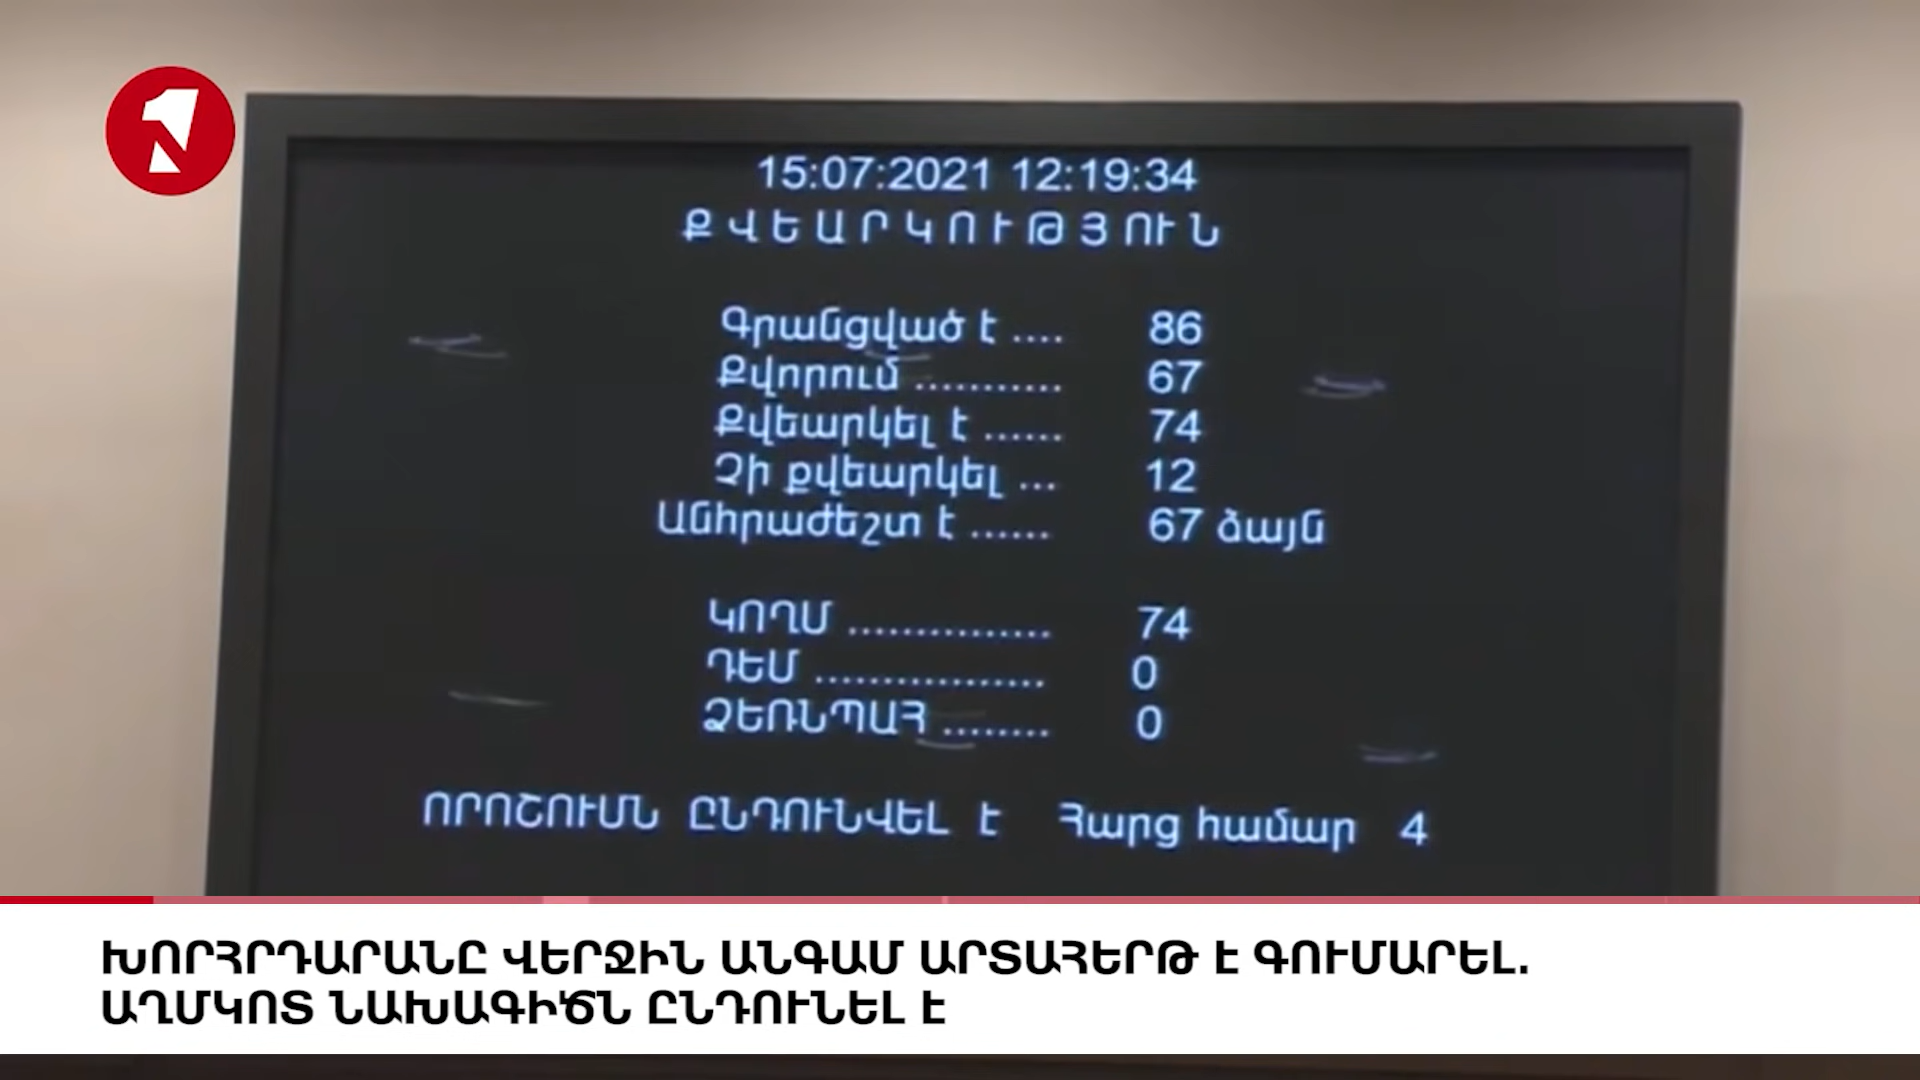 15:07:2021 12:19:34
ՔՎԵԱՐԿՈՒԹՅՈՒՆ
Գրանցված է .... 86
Քվորում ........... 67
Քվեարկել է ...... 74
Չի քվեարկել ... 12
Անհրաժեշտ է ...... 67 ձայն
ԿՈՂՄ ............... 74
ԴԵՄ ................. 0
ՁԵՌՆՊԱՀ ........ 0
ՈՐՈՇՈՒՄՆ ԸՆԴՈՒՆՎԵԼ է Հարց համար 4
ԽՈՐՀՐԴԱՐԱՆԸ ՎԵՐՋԻՆ ԱՆԳԱՄ ԱՐՏԱՀԵՐԹ Է ԳՈՒՄԱՐԵԼ.
ԱՂՄԿՈՏ ՆԱԽԱԳԻԾՆ ԸՆԴՈՒՆԵԼ Է